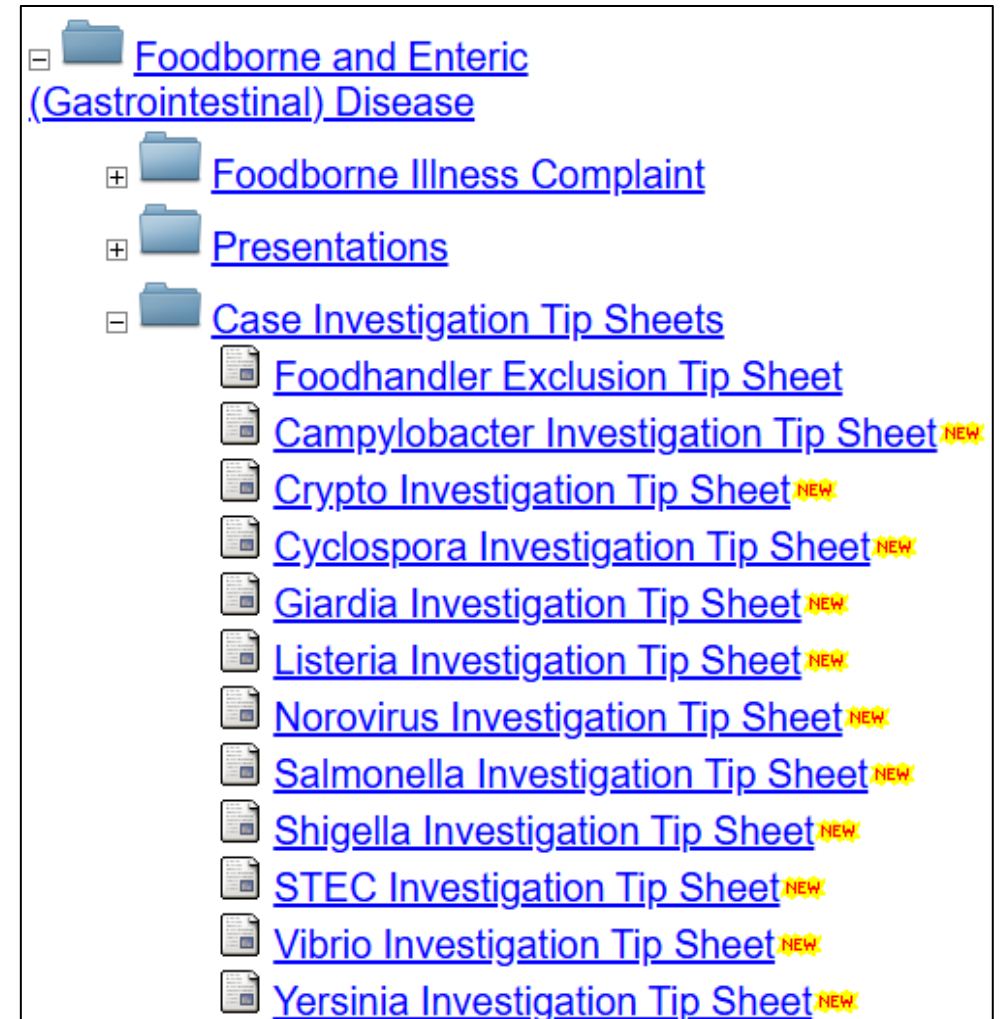 Foodborne and Enteric
(Gastrointestinal) Disease
Foodborne Illness Complaint
Presentations
Case Investigation Tip Sheets
Foodhandler Exclusion Tip Sheet
Campylobacter Investigation Tip Sheet NEW
Crypto Investigation Tip Sheet NEW
Cyclospora Investigation Tip Sheet NEW
Giardia Investigation Tip Sheet NEW
Listeria Investigation Tip Sheet NEW
Norovirus Investigation Tip Sheet NEW
Salmonella Investigation Tip Sheet NEW
Shigella Investigation Tip Sheet NEW
STEC Investigation Tip Sheet NEW
Vibrio Investigation Tip Sheet NEW
Yersinia Investigation Tip Sheet NEW